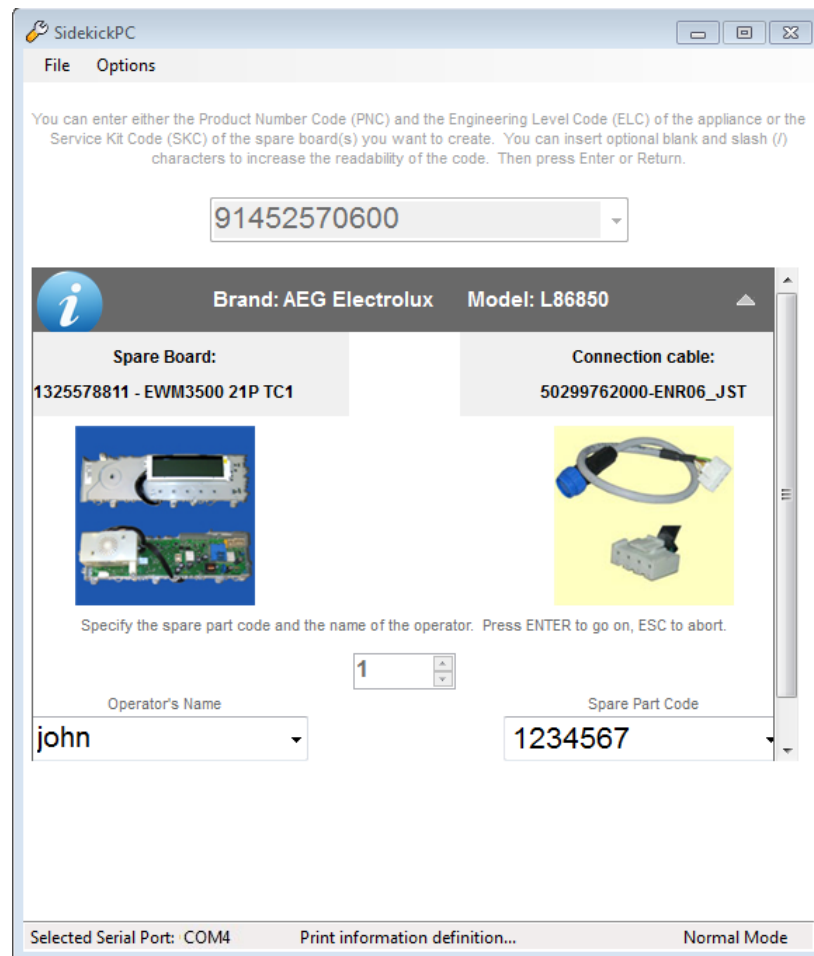 SidekickPC
File Options
You can enter either the Product Number Code (PNC) and the Engineering Level Code (ELC) of the appliance or the
Service Kit Code (SKC) of the spare board(s) you want to create. You can insert optional blank and slash (/)
characters to increase the readability of the code. Then press Enter or Return.
91452570600
Brand: AEG Electrolux Model: L86850
Spare Board: Connection cable:
1325578811 - EWM3500 21P TC1 50299762000-ENR06_JST
Specify the spare part code and the name of the operator. Press ENTER to go on, ESC to abort.
1
Operator's Name Spare Part Code
john 1234567
Selected Serial Port: COM4 Print information definition... Normal Mode